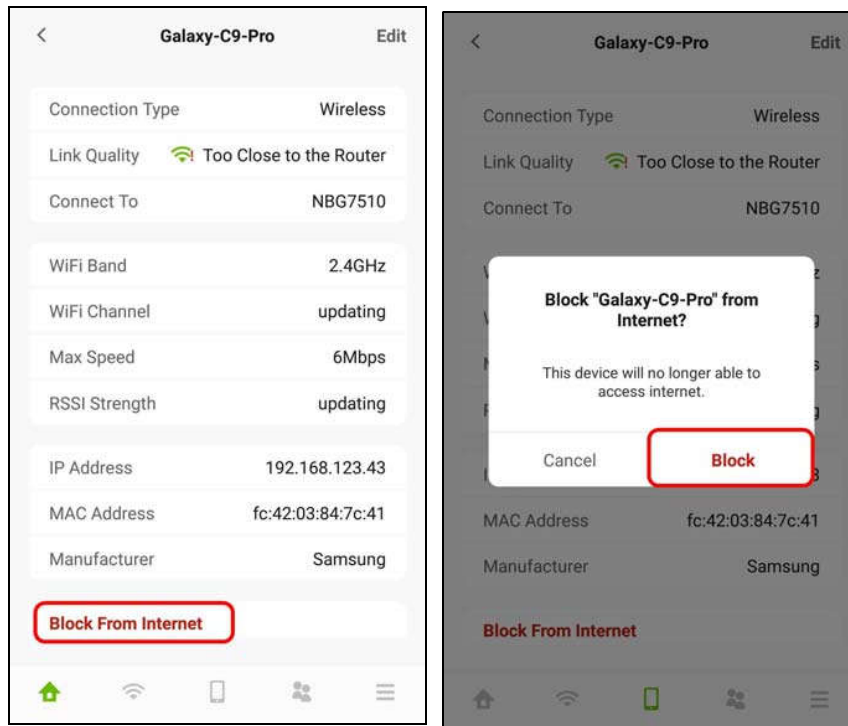 Galaxy-C9-Pro Edit
Connection Type Wireless
Link Quality Too Close to the Router
Connect To NBG7510
WiFi Band 2.4GHz
WiFi Channel updating
Max Speed 6Mbps
RSSI Strength updating
IP Address 192.168.123.43
MAC Address fc:42:03:84:7c:41
Manufacturer Samsung
Block From Internet
Galaxy-C9-Pro Edit
Connection Type Wireless
Link Quality Too Close to the Router
Connect To NBG7510
Block "Galaxy-C9-Pro" from
Internet?
This device will no longer able to
access internet.
Cancel Block
MAC Address fc:42:03:84:7c:41
Manufacturer Samsung
Block From Internet